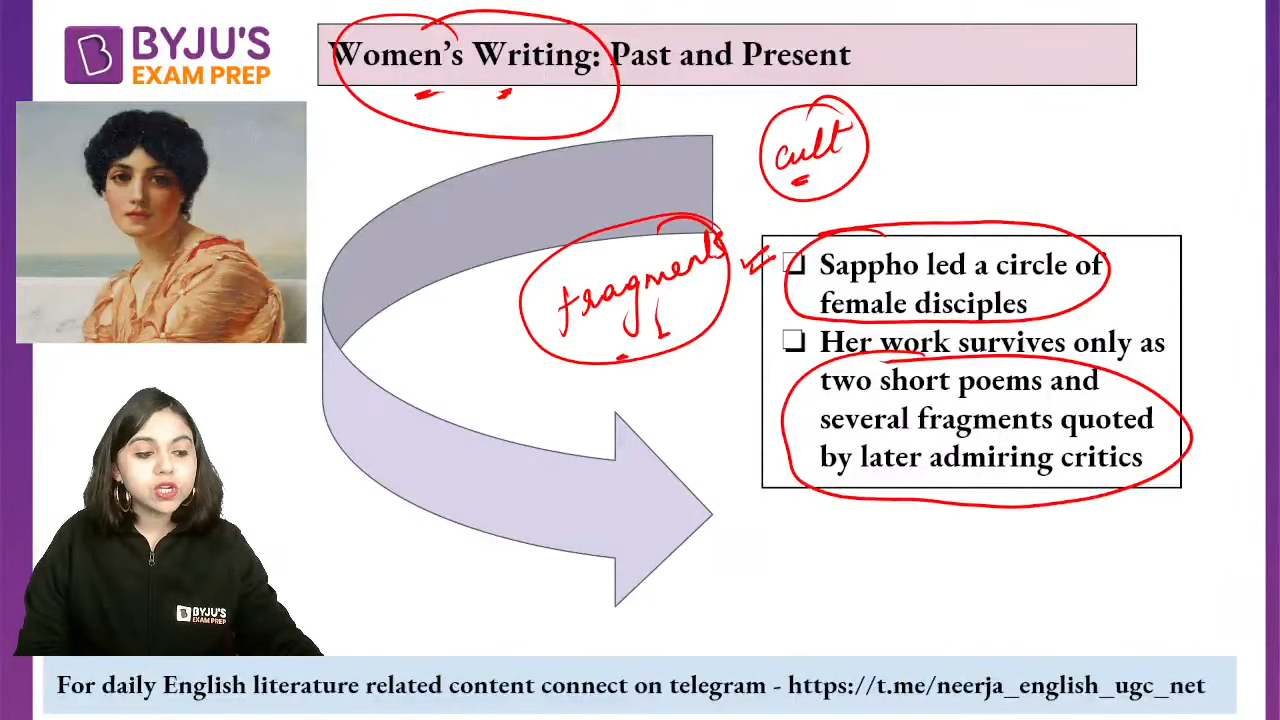 BYJU'S
EXAM PREP
Women's Writing: Past and Present
cult
fragments
❑ Sappho led a circle of
female disciples
❑ Her work survives only as
two short poems and
several fragments quoted
by later admiring critics
BYJU'S
EXAM PREP
For daily English literature related content connect on telegram - https://t.me/neerja_english_ugc_net